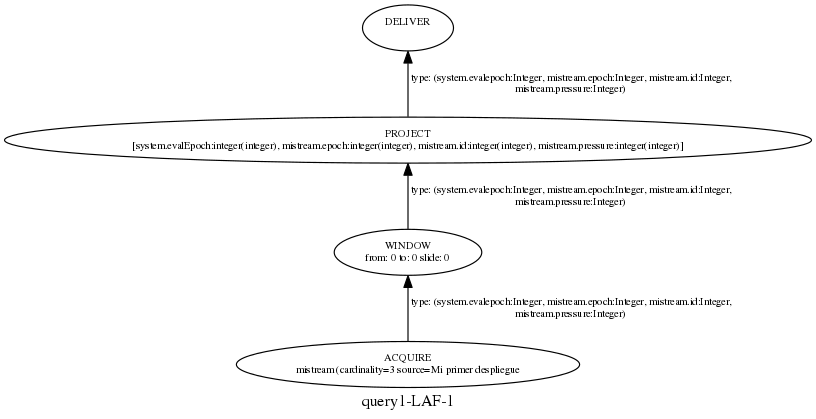 DELIVER
type: (system.evalepoch:Integer, mistream.epoch:Integer, mistream.id:Integer,
mistream.pressure:Integer)
PROJECT
[system.evalEpoch:integer(integer), mistream.epoch:integer(integer), mistream.id:integer(integer), mistream.pressure:integer(integer)]
type: (system.evalepoch:Integer, mistream.epoch:Integer, mistream.id:Integer,
mistream.pressure:Integer)
WINDOW
from: 0 to: 0 slide: 0
type: (system.evalepoch:Integer, mistream.epoch:Integer, mistream.id:Integer,
mistream.pressure:Integer)
ACQUIRE
mistream (cardinality=3 source=Mi primer despliegue
query1-LAF-1